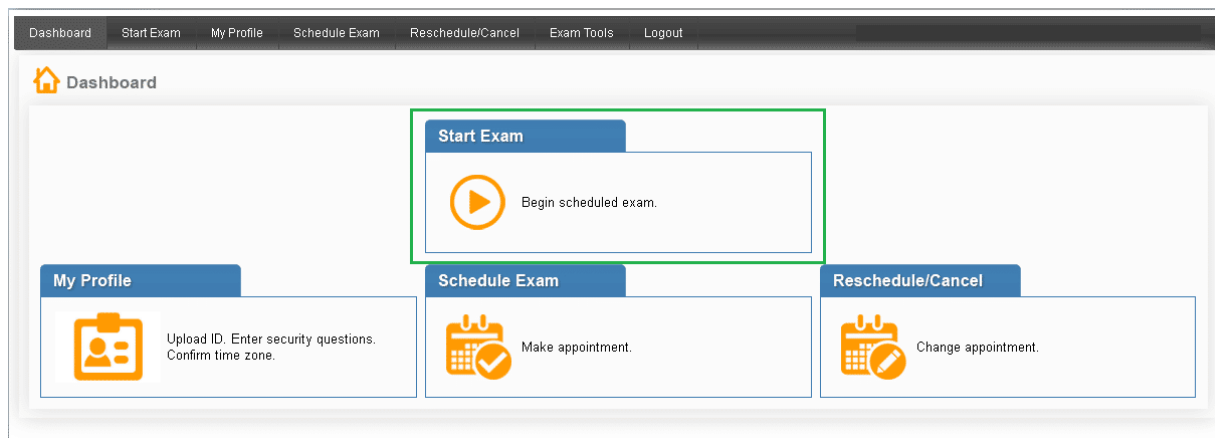 Dashboard Start Exam My Profile Schedule Exam Reschedule/Cancel Exam Tools Logout
Dashboard
Start Exam
Begin scheduled exam.
My Profile
Upload ID. Enter security questions.
Confirm time zone.
Schedule Exam
Make appointment.
Reschedule/Cancel
Change appointment.